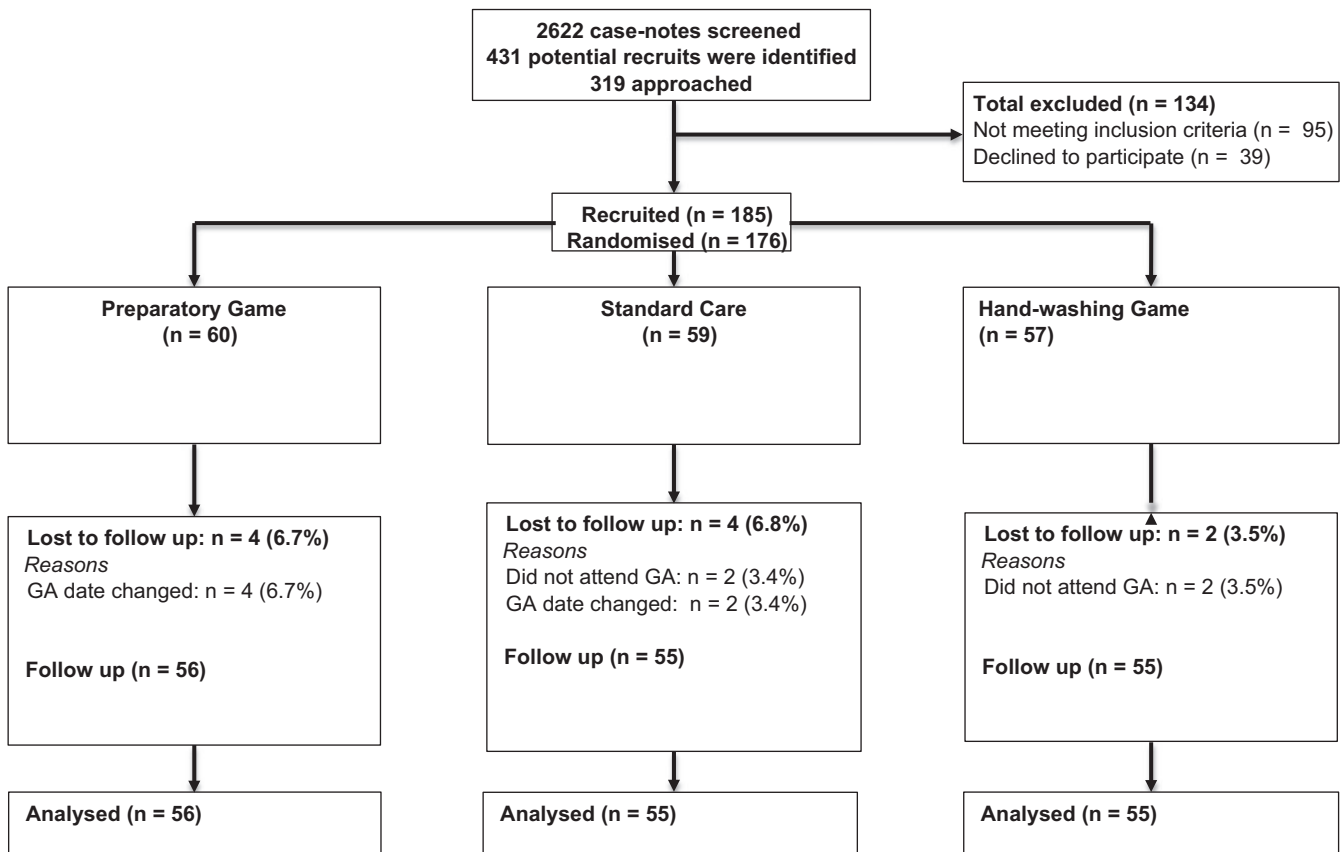 2622 case-notes screened
431 potential recruits were identified
319 approached
Total excluded (n = 134)
Not meeting inclusion criteria (n = 95)
Declined to participate (n = 39)
Recruited (n = 185)
Randomised (n = 176)
Preparatory Game
(n = 60)
Standard Care
(n = 59)
Hand-washing Game
(n = 57)
Lost to follow up: n = 4 (6.7%)
Reasons
GA date changed: n = 4 (6.7%)
Follow up (n = 56)
Lost to follow up: n = 4 (6.8%)
Reasons
Did not attend GA: n = 2 (3.4%)
GA date changed: n = 2 (3.4%)
Follow up (n = 55)
Lost to follow up: n = 2 (3.5%)
Reasons
Did not attend GA: n = 2 (3.5%)
Follow up (n = 55)
Analysed (n = 56)
Analysed (n = 55)
Analysed (n = 55)